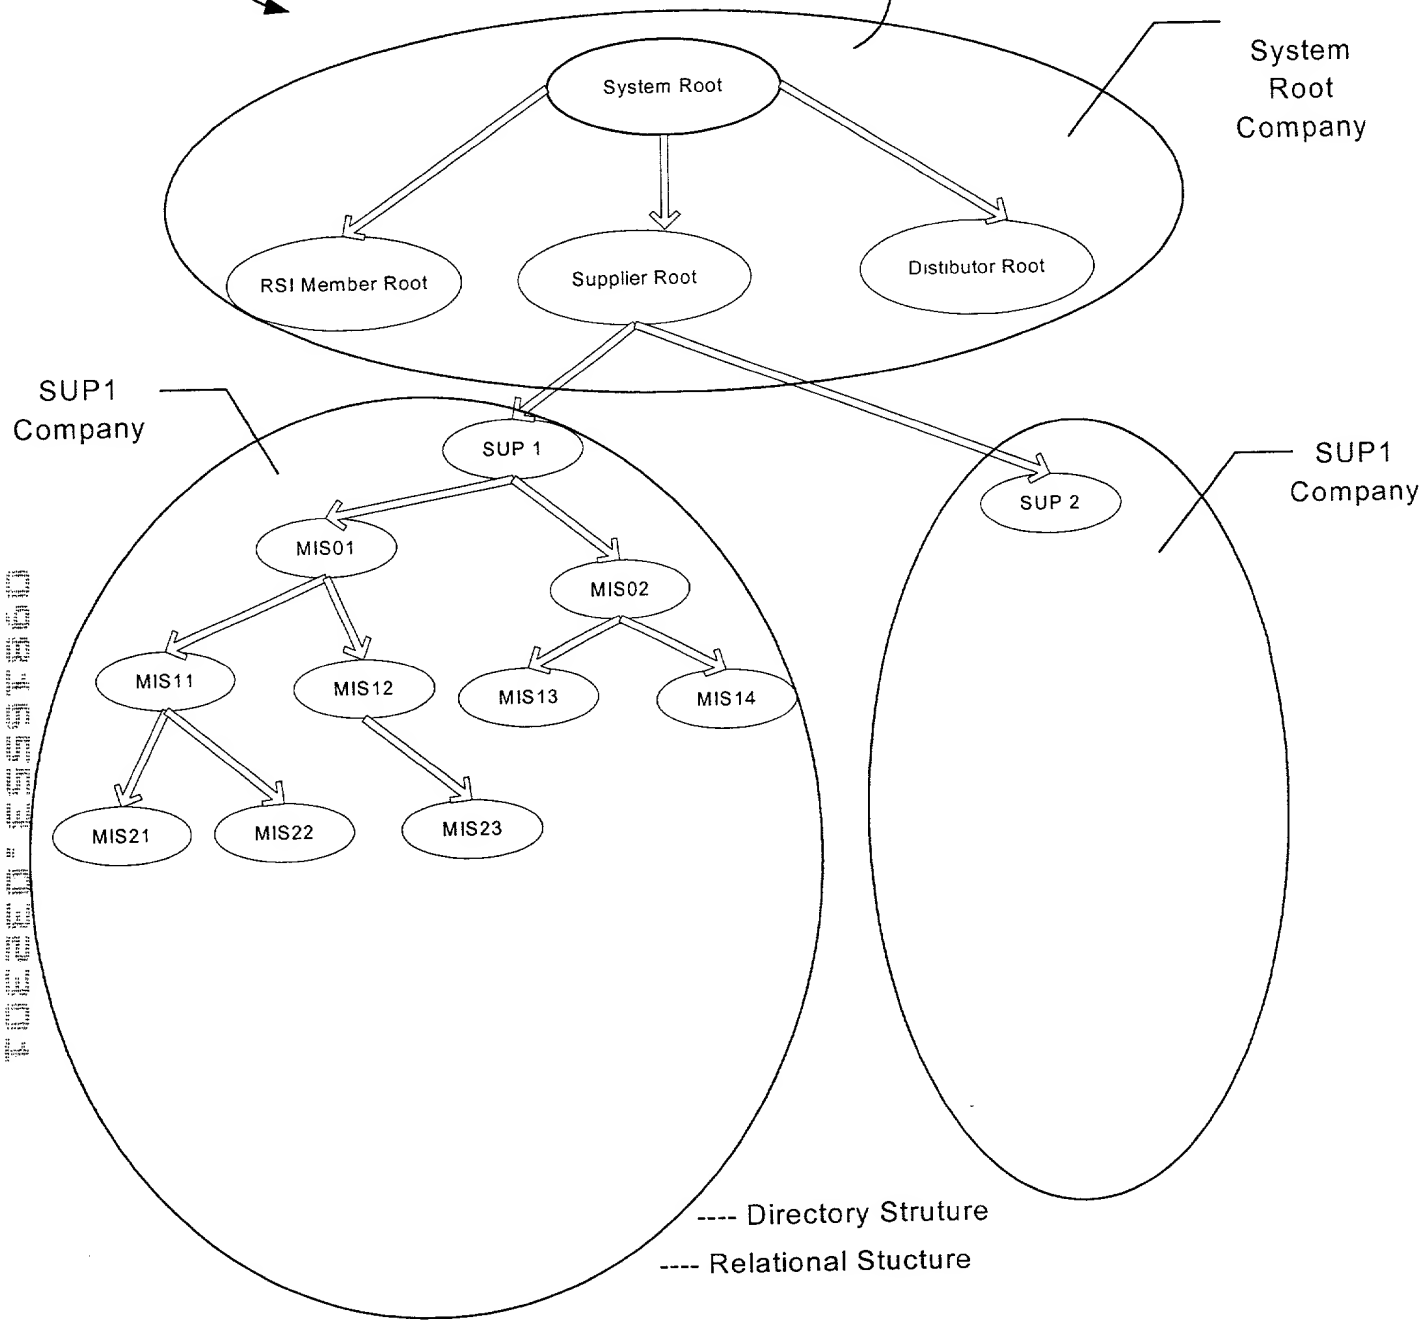 System
Root
Company
System Root
RSI Member Root
Supplier Root
Distibutor Root
SUP1
Company
SUP 1
SUP1
Company
SUP 2
MIS01
MIS02
MIS11
MIS12
MIS13
MIS14
MIS21
MIS22
MIS23
---- Directory Struture
---- Relational Stucture